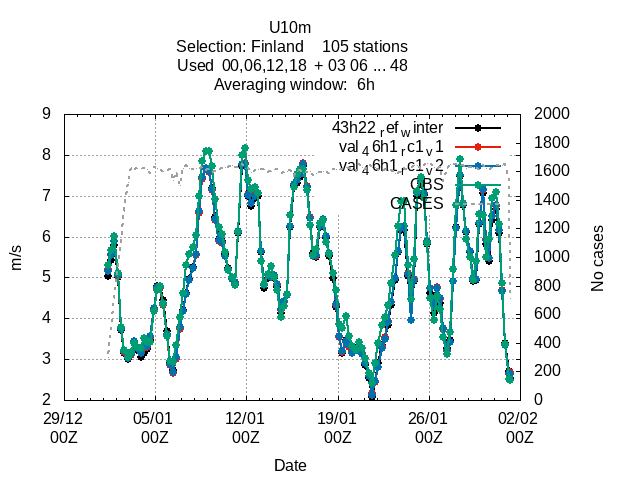 U10m
Selection: Finland 105 stations
Used 00,06,12,18 + 03 06 ... 48
Averaging window: 6h
43h22_ref_winter
val_46h1_rc1_v1
val_46h1_rc1_v2
OBS
CASES
9
8
7
6
5
4
3
2
m/s
2000
1800
1600
1400
1200
1000
800
600
400
200
0
No cases
29/12 05/01 12/01 19/01 26/01 02/02
00Z 00Z 00Z 00Z 00Z 00Z
Date